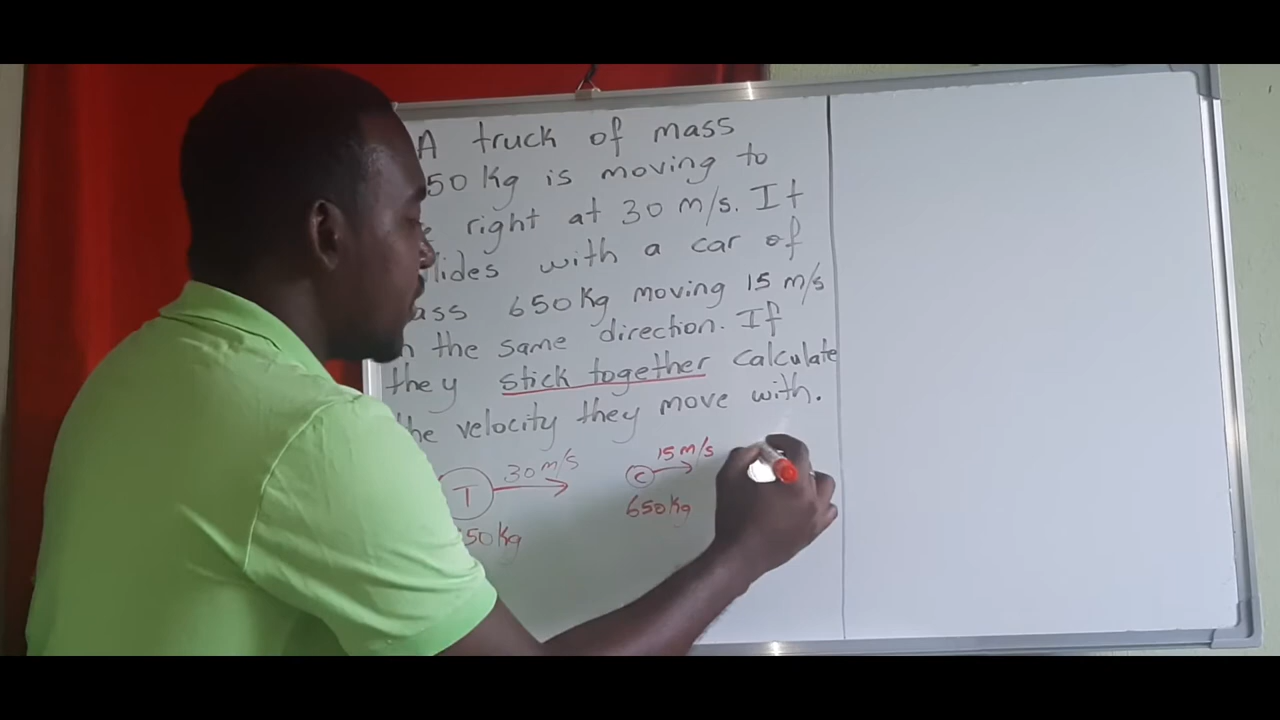 A truck of mass
50 Kg is moving to
right at 30 m/s. It
lides with a car of
ass 650 Kg moving 15 m/s
the same direction. If
they stick together calculate
he velocity they move with.
T 30 m/s C 15 m/s
50 Kg 650 Kg